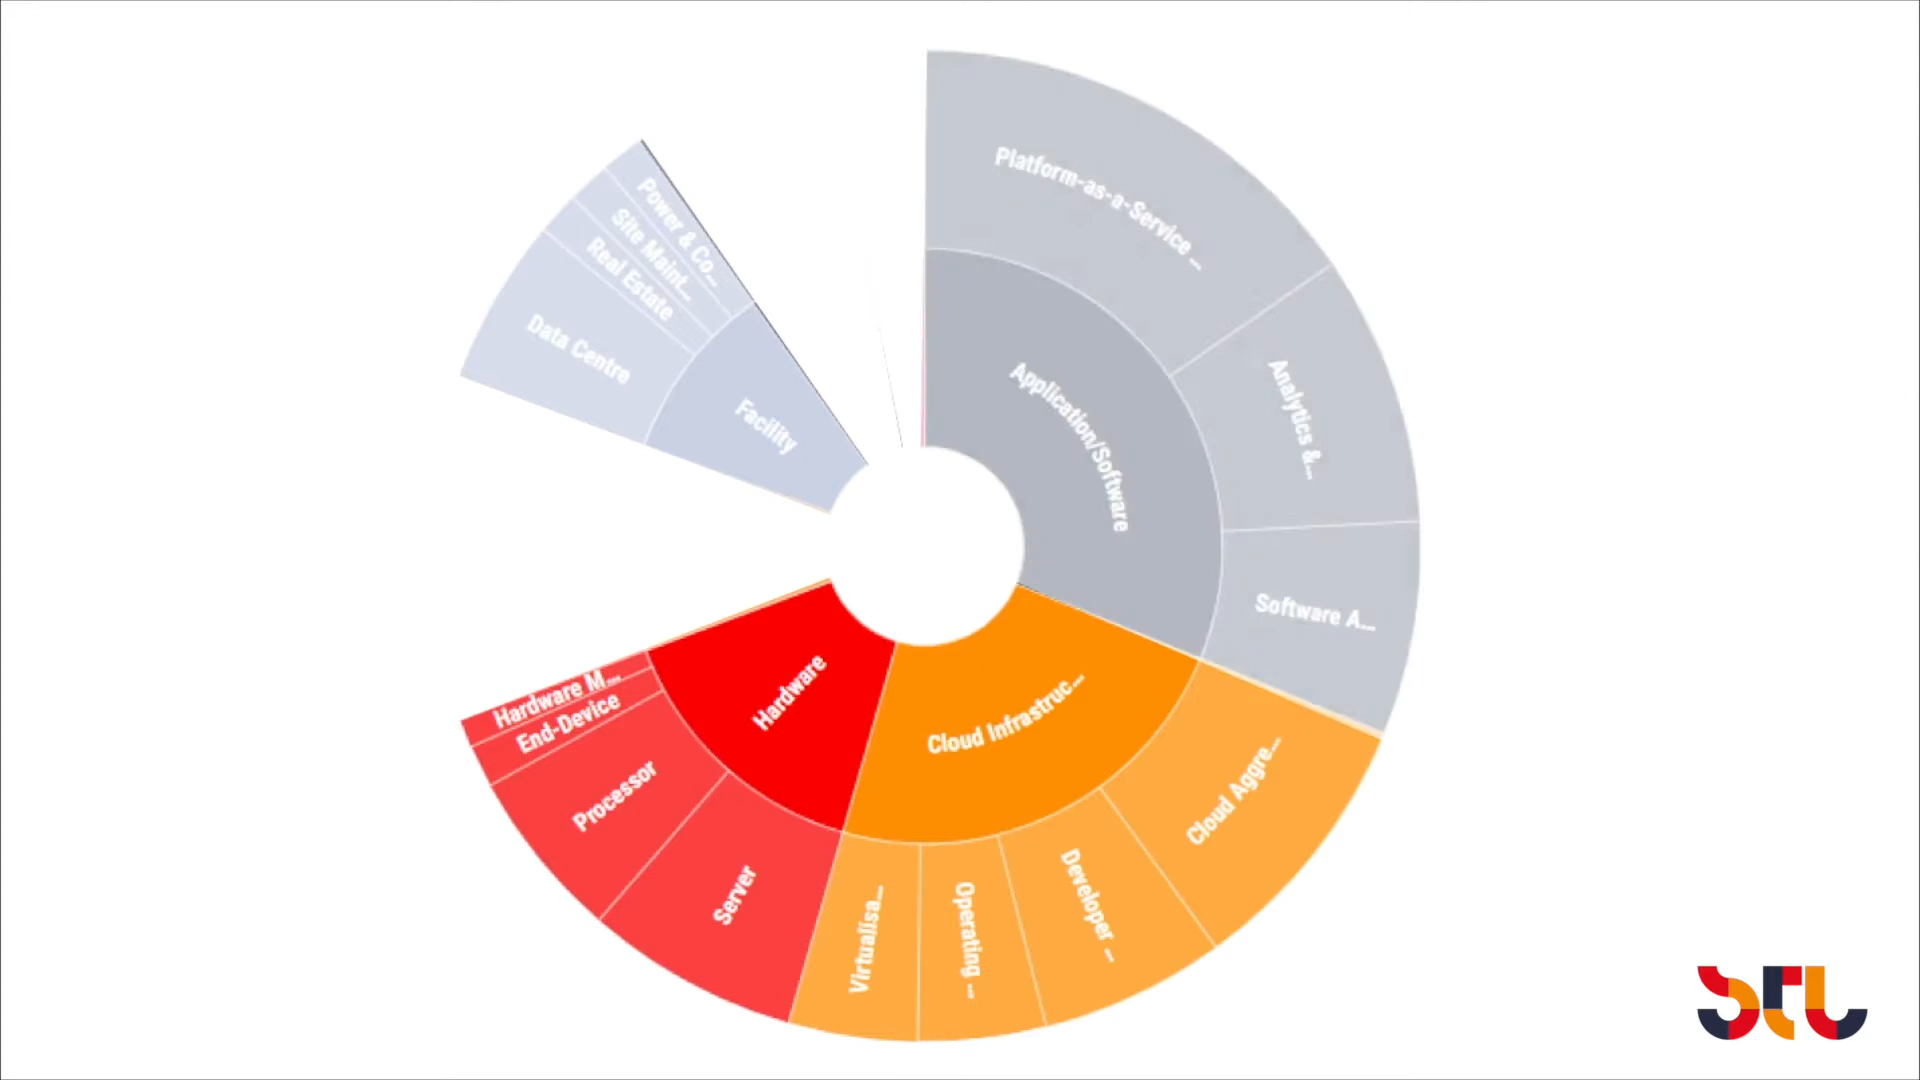 Platform-as-a-Service ...
Analytics &...
Application/Software
Software A...
Cloud Aggre...
Cloud Infrastruc...
Developer ...
Operating ...
Virtualisa...
Hardware
Server
Processor
End-Device
Hardware M...
Facility
Data Centre
Real Estate
Site Maint...
Power & Co...
STL